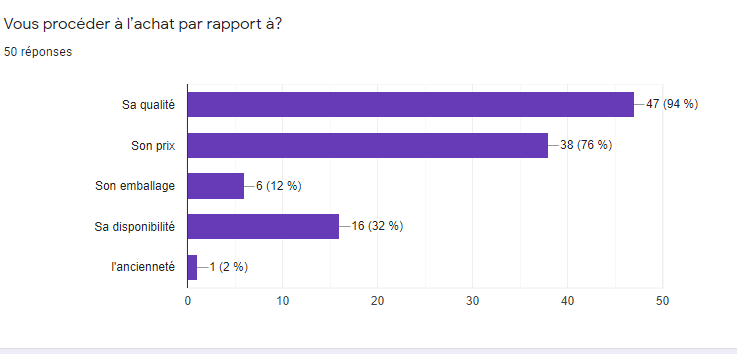 Vous procéder à l'achat par rapport à?
50 réponses
Sa qualité
47 (94 %)
Son prix
38 (76 %)
Son emballage
6 (12 %)
Sa disponibilité
16 (32 %)
l'ancienneté
1 (2 %)
0 10 20 30 40 50